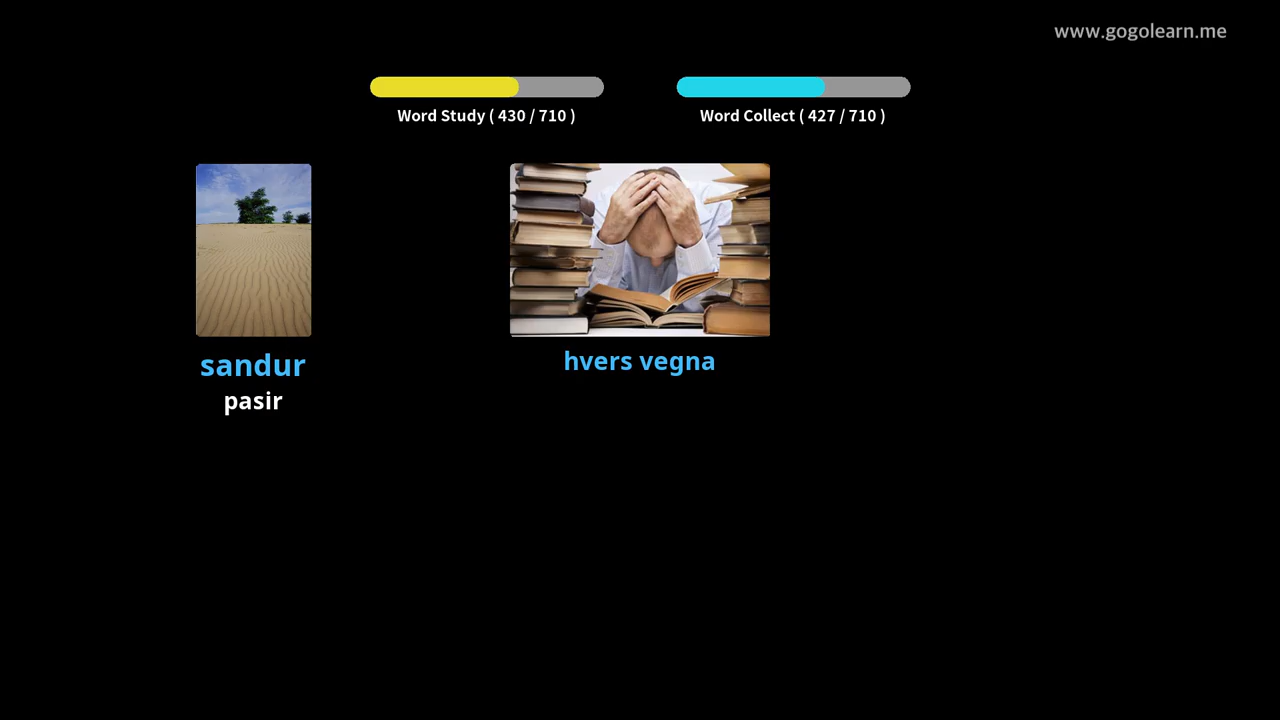 www.gogolearn.me
Word Study ( 430 / 710 )
Word Collect ( 427 / 710 )
sandur
pasir
hvers vegna